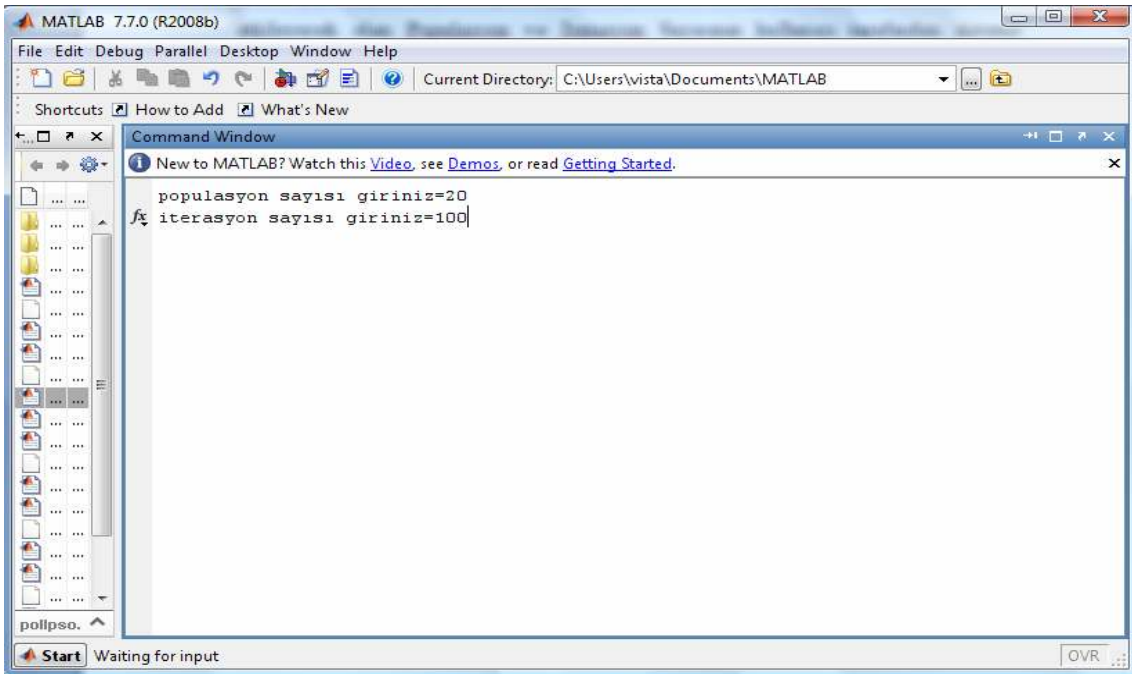 MATLAB 7.7.0 (R2008b)
File Edit Debug Parallel Desktop Window Help
Current Directory: C:\Users\vista\Documents\MATLAB
Shortcuts How to Add What's New
Command Window
New to MATLAB? Watch this Video, see Demos, or read Getting Started.
populasyon sayısı giriniz=20
fx iterasyon sayısı giriniz=100
pollpso.
Start Waiting for input
OVR